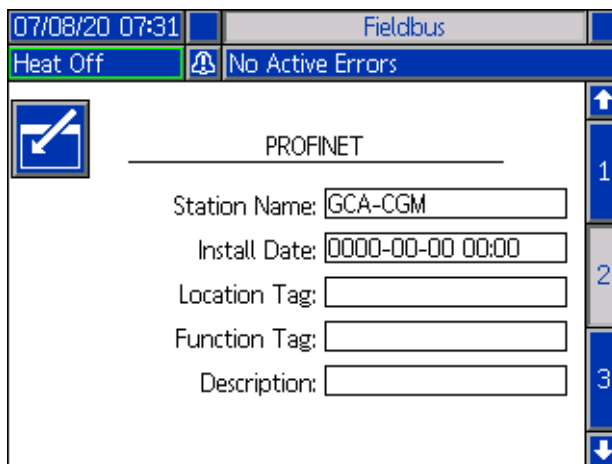 07/08/20 07:31 Fieldbus
Heat Off No Active Errors
PROFINET
1
Station Name: GCA-CGM
Install Date: 0000-00-00 00:00
2
Location Tag:
Function Tag:
Description:
3